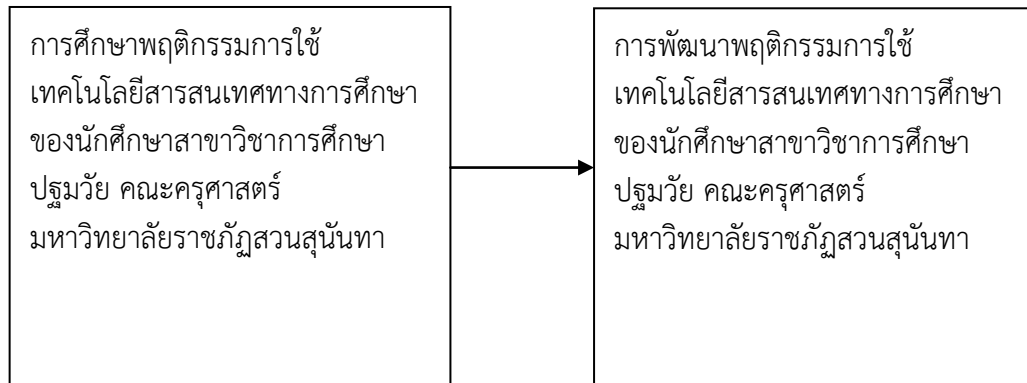 การศึกษาพฤติกรรมการใช้
เทคโนโลยีสารสนเทศทางการศึกษา
ของนักศึกษาสาขาวิชาการศึกษา
ปฐมวัย คณะครุศาสตร์
มหาวิทยาลัยราชภัฏสวนสุนันทา
การพัฒนาพฤติกรรมการใช้
เทคโนโลยีสารสนเทศทางการศึกษา
ของนักศึกษาสาขาวิชาการศึกษา
ปฐมวัย คณะครุศาสตร์
มหาวิทยาลัยราชภัฏสวนสุนันทา